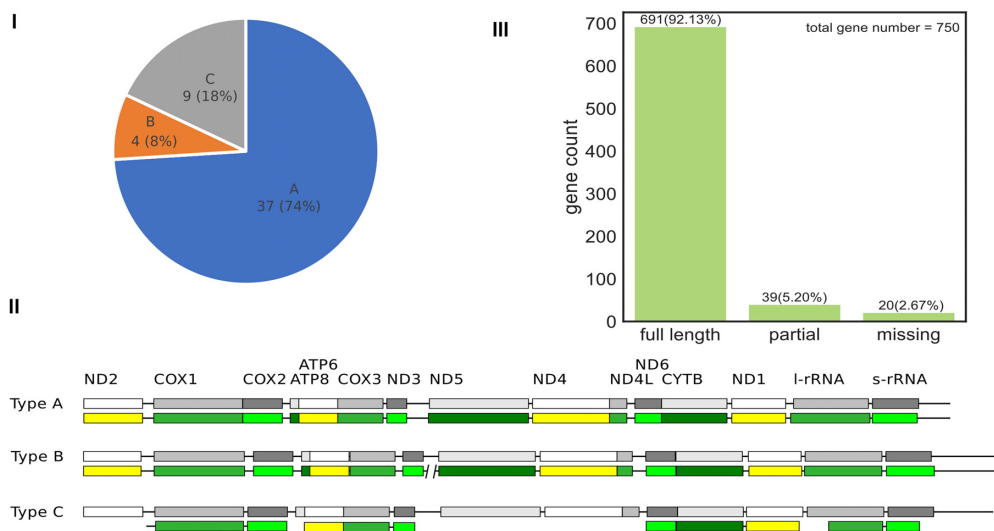 I
C
9 (18%)
B
4 (8%)
A
37 (74%)
III
total gene number = 750
691(92.13%)
39(5.20%)
20(2.67%)
700
600
500
400
300
200
100
0
gene count
full length partial missing
II
ATP6 ND6
ND2 COX1 COX2 ATP8 COX3 ND3 ND5 ND4 ND4L CYTB ND1 l-rRNA s-rRNA
Type A
Type B
Type C